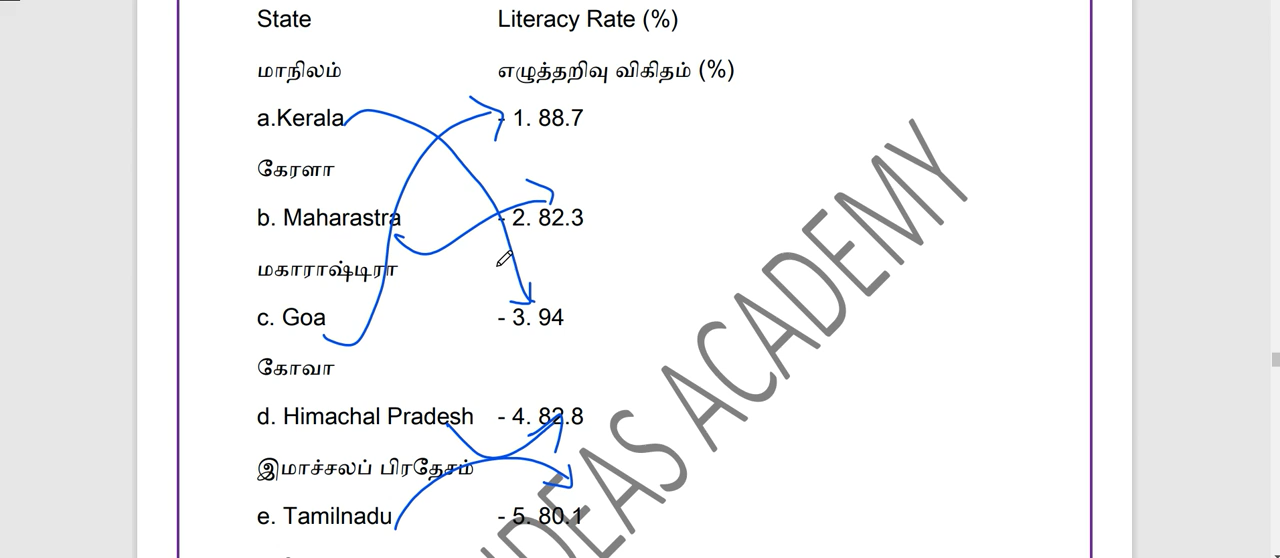 State Literacy Rate (%)
மாநிலம் எழுத்தறிவு விகிதம் (%)
a.Kerala - 1. 88.7
கேரளா
b. Maharastra - 2. 82.3
மகாராஷ்டிரா
c. Goa - 3. 94
கோவா
d. Himachal Pradesh - 4. 82.8
இமாச்சலப் பிரதேசம்
e. Tamilnadu - 5. 80.1
IDEAS ACADEMY